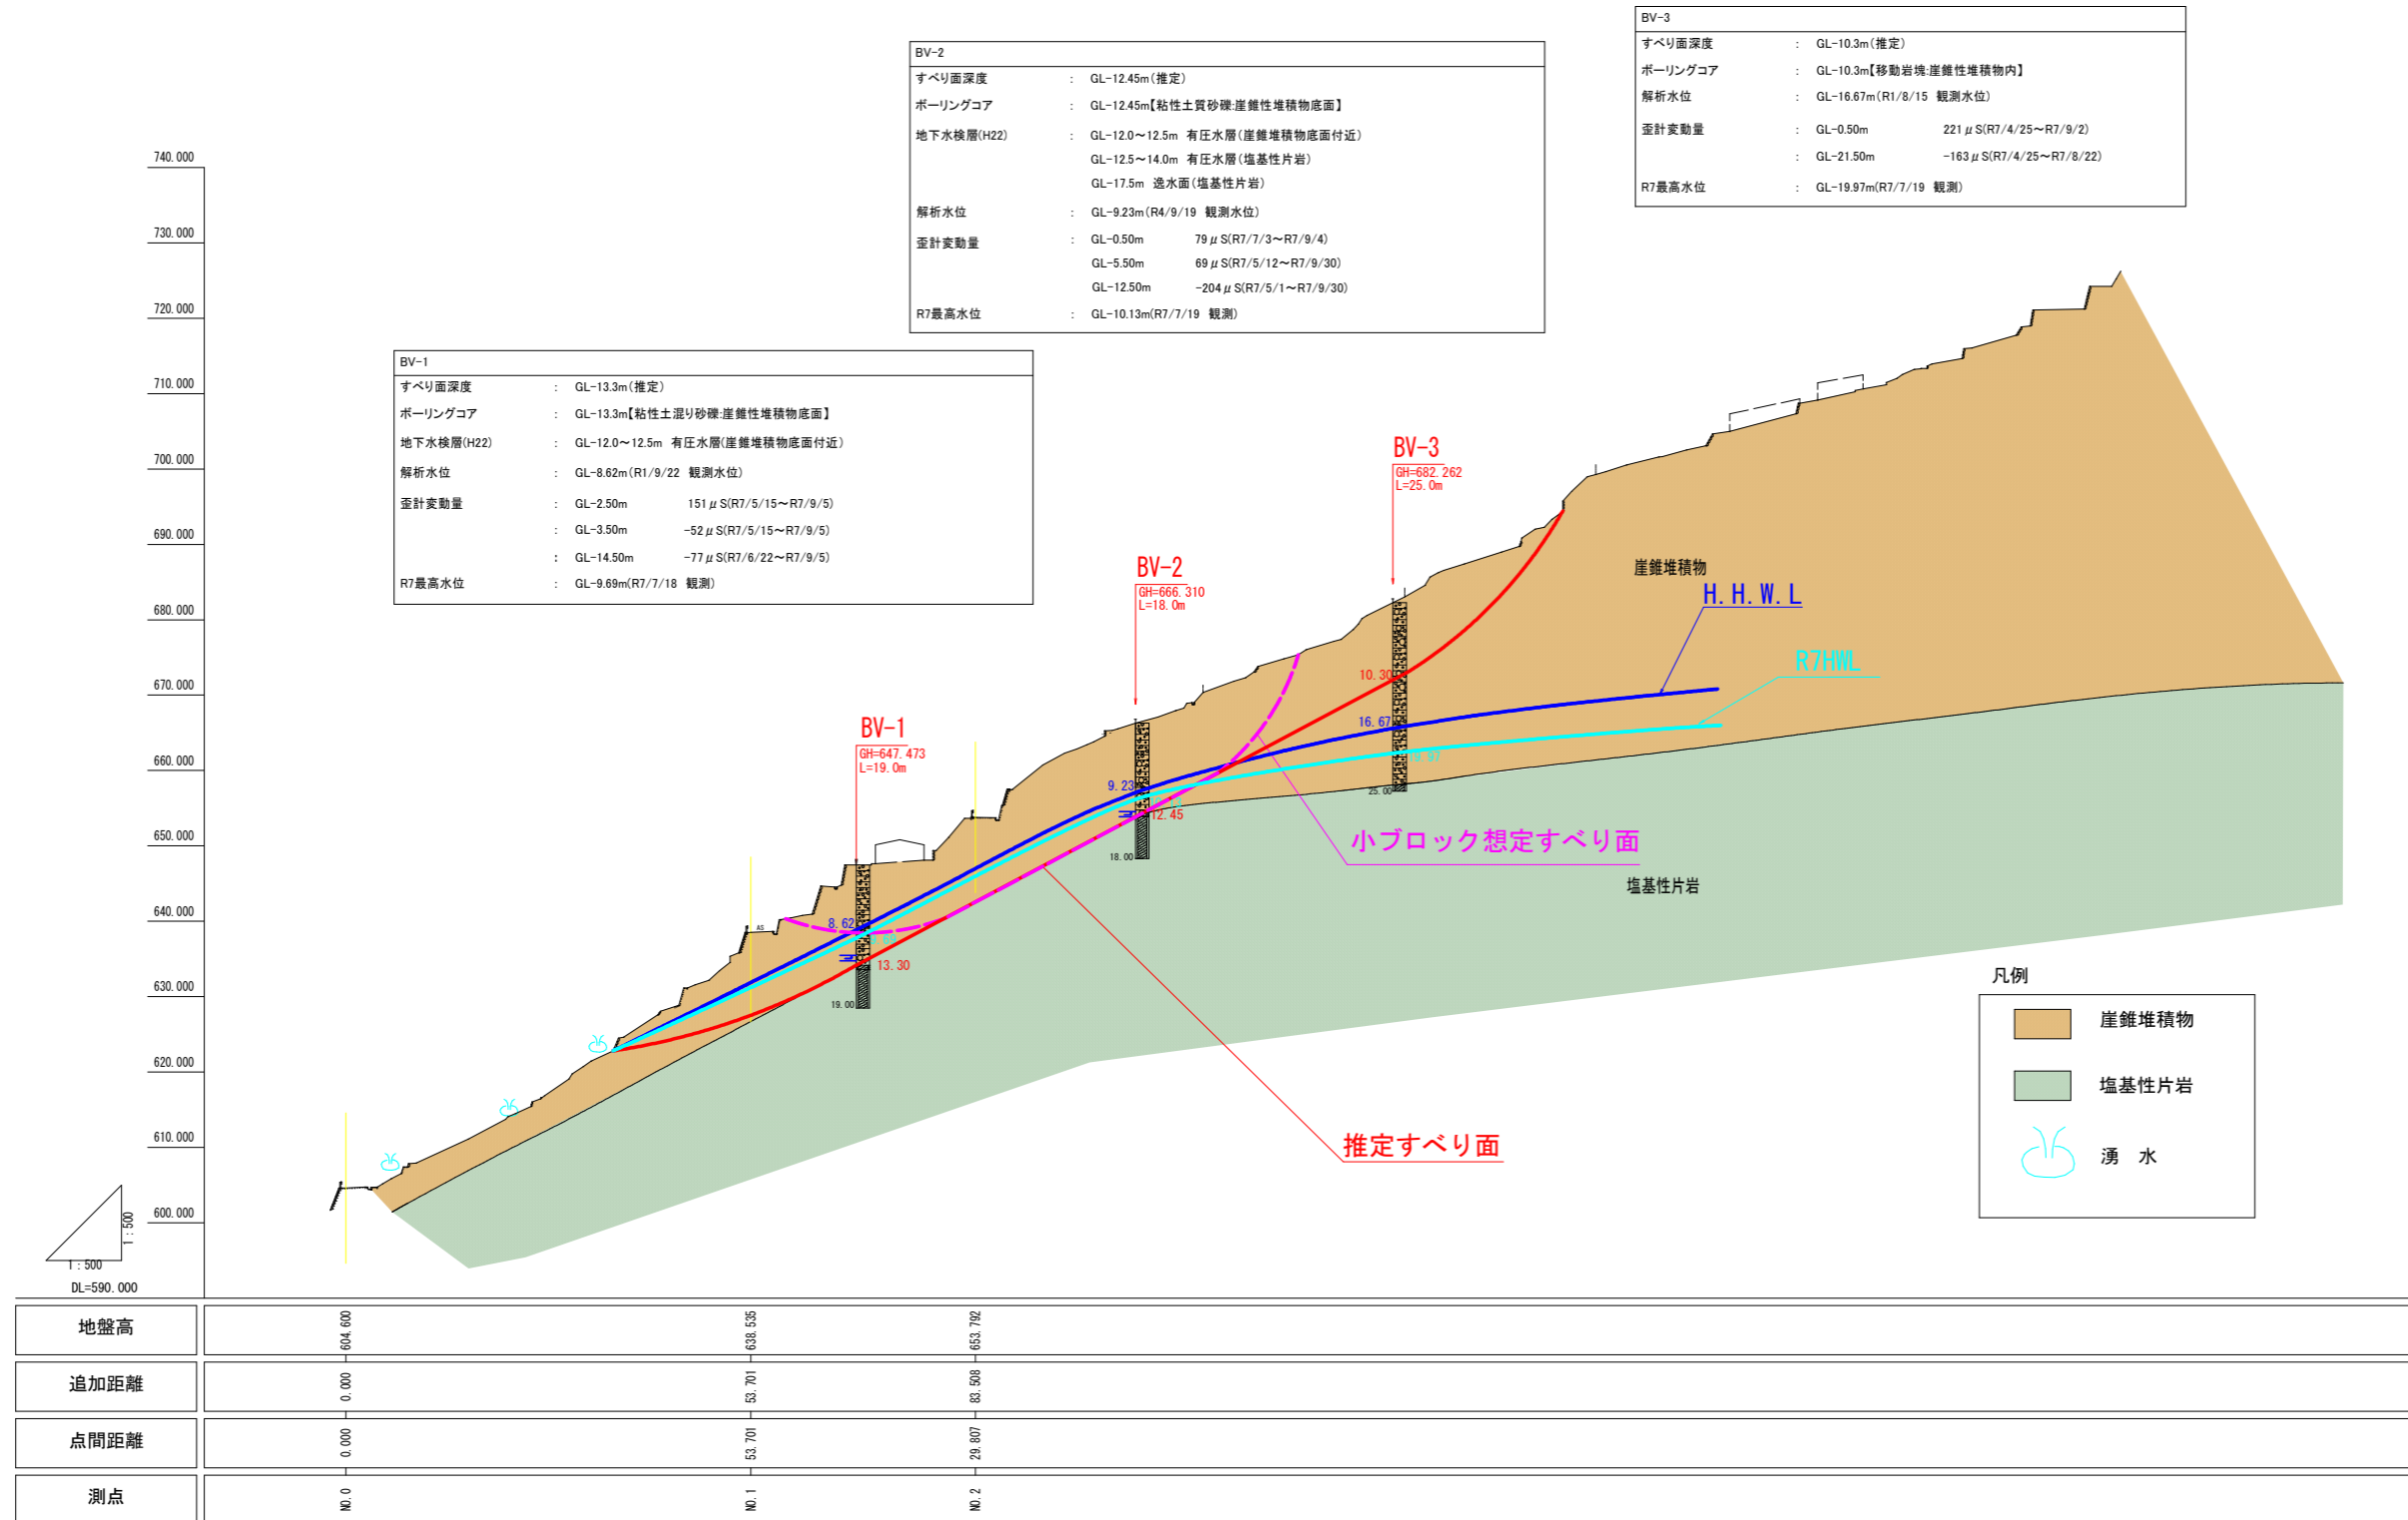 BV-3
すべり面深度 : GL-10.3m(推定)
ボーリングコア : GL-10.3m【移動岩塊:崖錐性堆積物内】
解析水位 : GL-16.67m(R1/8/15 観測水位)
歪計変動量 : GL-0.50m 221μS(R7/4/25～R7/9/2)
: GL-21.50m -163μS(R7/4/25～R7/8/22)
R7最高水位 : GL-19.97m(R7/7/19 観測)
BV-2
すべり面深度 : GL-12.45m(推定)
ボーリングコア : GL-12.45m【粘性土質砂礫:崖錐性堆積物底面】
地下水検層(H22) : GL-12.0～12.5m 有圧水層(崖錐堆積物底面付近)
GL-12.5～14.0m 有圧水層(塩基性片岩)
GL-17.5m 逸水面(塩基性片岩)
解析水位 : GL-9.23m(R4/9/19 観測水位)
歪計変動量 : GL-0.50m 79μS(R7/7/3～R7/9/4)
GL-5.50m 69μS(R7/5/12～R7/9/30)
GL-12.50m -204μS(R7/5/1～R7/9/30)
R7最高水位 : GL-10.13m(R7/7/19 観測)
BV-1
すべり面深度 : GL-13.3m(推定)
ボーリングコア : GL-13.3m【粘性土混り砂礫:崖錐性堆積物底面】
地下水検層(H22) : GL-12.0～12.5m 有圧水層(崖錐堆積物底面付近)
解析水位 : GL-8.62m(R1/9/22 観測水位)
歪計変動量 : GL-2.50m 151μS(R7/5/15～R7/9/5)
: GL-3.50m -52μS(R7/5/15～R7/9/5)
: GL-14.50m -77μS(R7/6/22～R7/9/5)
R7最高水位 : GL-9.69m(R7/7/18 観測)
740.000
730.000
720.000
710.000
700.000
690.000
680.000
670.000
660.000
650.000
640.000
630.000
620.000
610.000
600.000
1:500
1:500
DL=590.000
BV-3
GH=682.262
L=25.0m
BV-2
GH=666.310
L=18.0m
BV-1
GH=647.473
L=19.0m
崖錐堆積物
H.H.W.L
R7HWL
10.30
16.67
19.97
25.00
9.23
12.45
18.00
小ブロック想定すべり面
塩基性片岩
AS
8.62
13.30
19.00
推定すべり面
凡例
崖錐堆積物
塩基性片岩
湧 水
地盤高 604.600 638.535 653.792
追加距離 0.000 53.701 83.508
点間距離 0.000 53.701 29.807
測点 NO.0 NO.1 NO.2